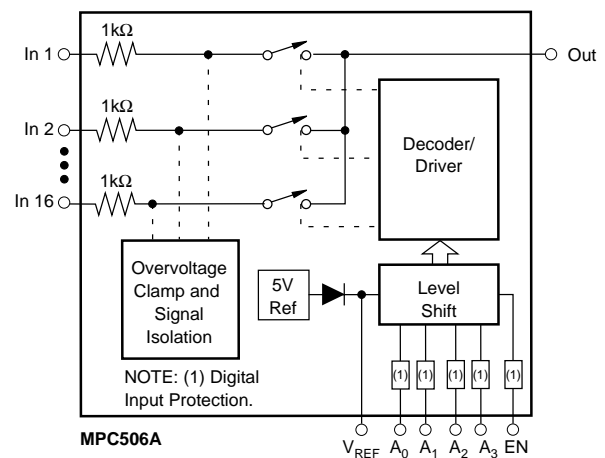 1kΩ
In 1
Out
1kΩ
In 2
Decoder/
Driver
1kΩ
In 16
Overvoltage
Clamp and
Signal
Isolation
5V
Ref
Level
Shift
(1) (1) (1) (1) (1)
NOTE: (1) Digital
Input Protection.
MPC506A
VREF A0 A1 A2 A3 EN